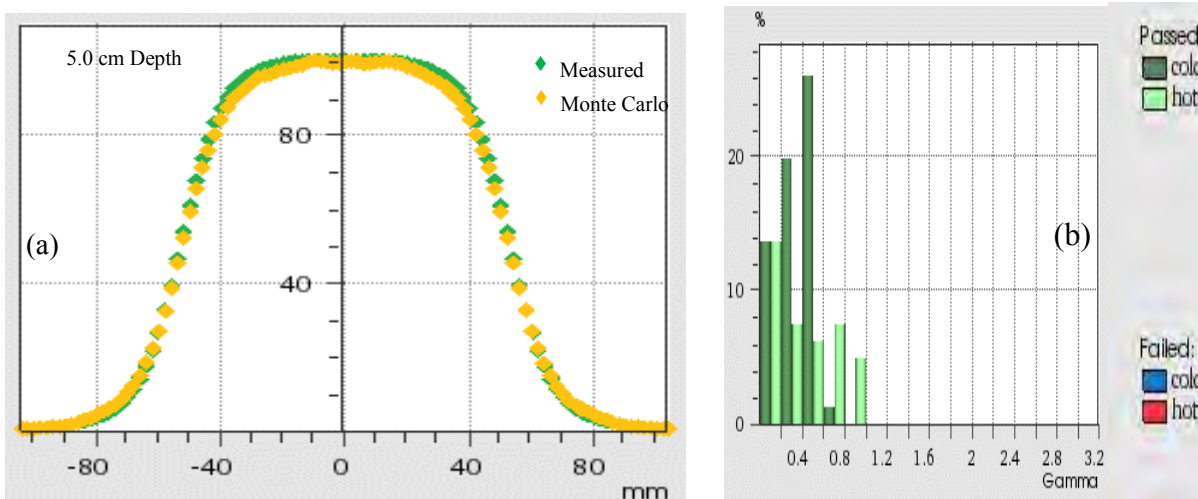 5.0 cm Depth
Measured
Monte Carlo
80
40
(a)
-80 -40 0 40 80
mm
%
20
10
0
(b)
0.4 0.8 1.2 1.6 2 2.4 2.8 3.2
Gamma
Passed
hot
Failed:
hot